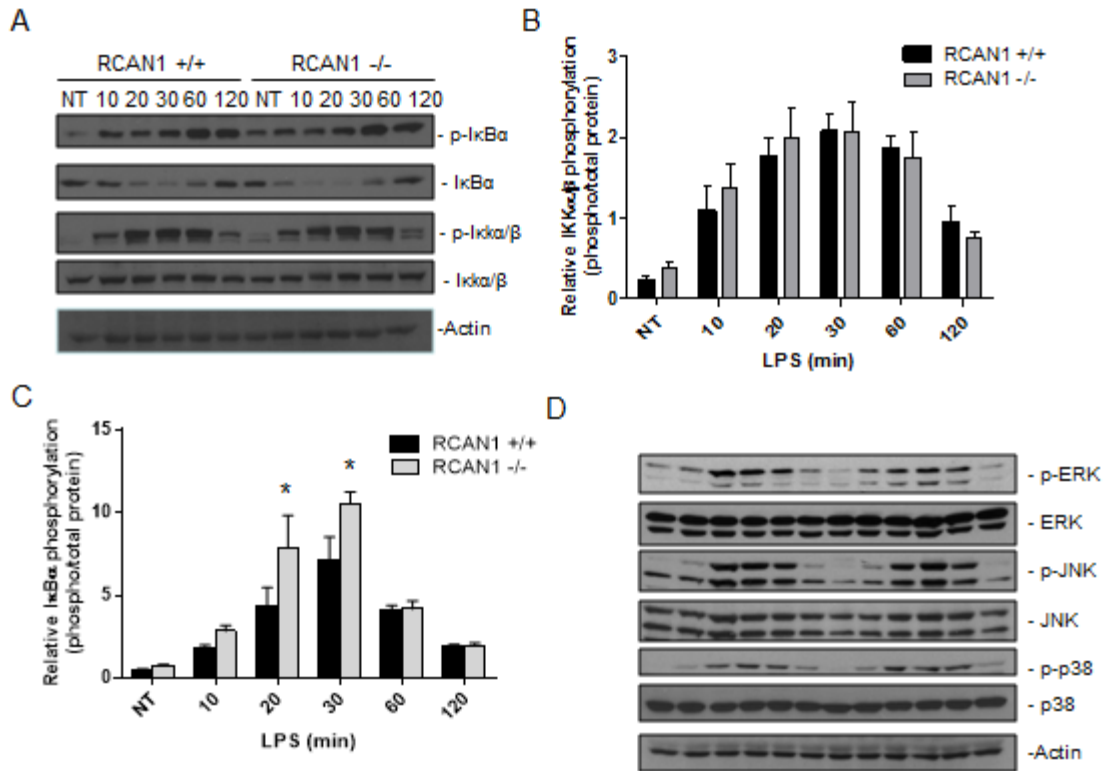 A
RCAN1 +/+ RCAN1 -/-
NT 10 20 30 60 120 NT 10 20 30 60 120
- p-IκBα
- IκBα
- p-Ikkα/β
- Ikkα/β
-Actin
B
Relative IKKα/β phosphorylation
(phospho/total protein)
3
2
1
0
RCAN1 +/+
RCAN1 -/-
NT 10 20 30 60 120
LPS (min)
C
Relative IκBα phosphorylation
(phospho/total protein)
15
10
5
0
RCAN1 +/+
RCAN1 -/-
* *
NT 10 20 30 60 120
LPS (min)
D
- p-ERK
- ERK
- p-JNK
- JNK
- p-p38
- p38
-Actin